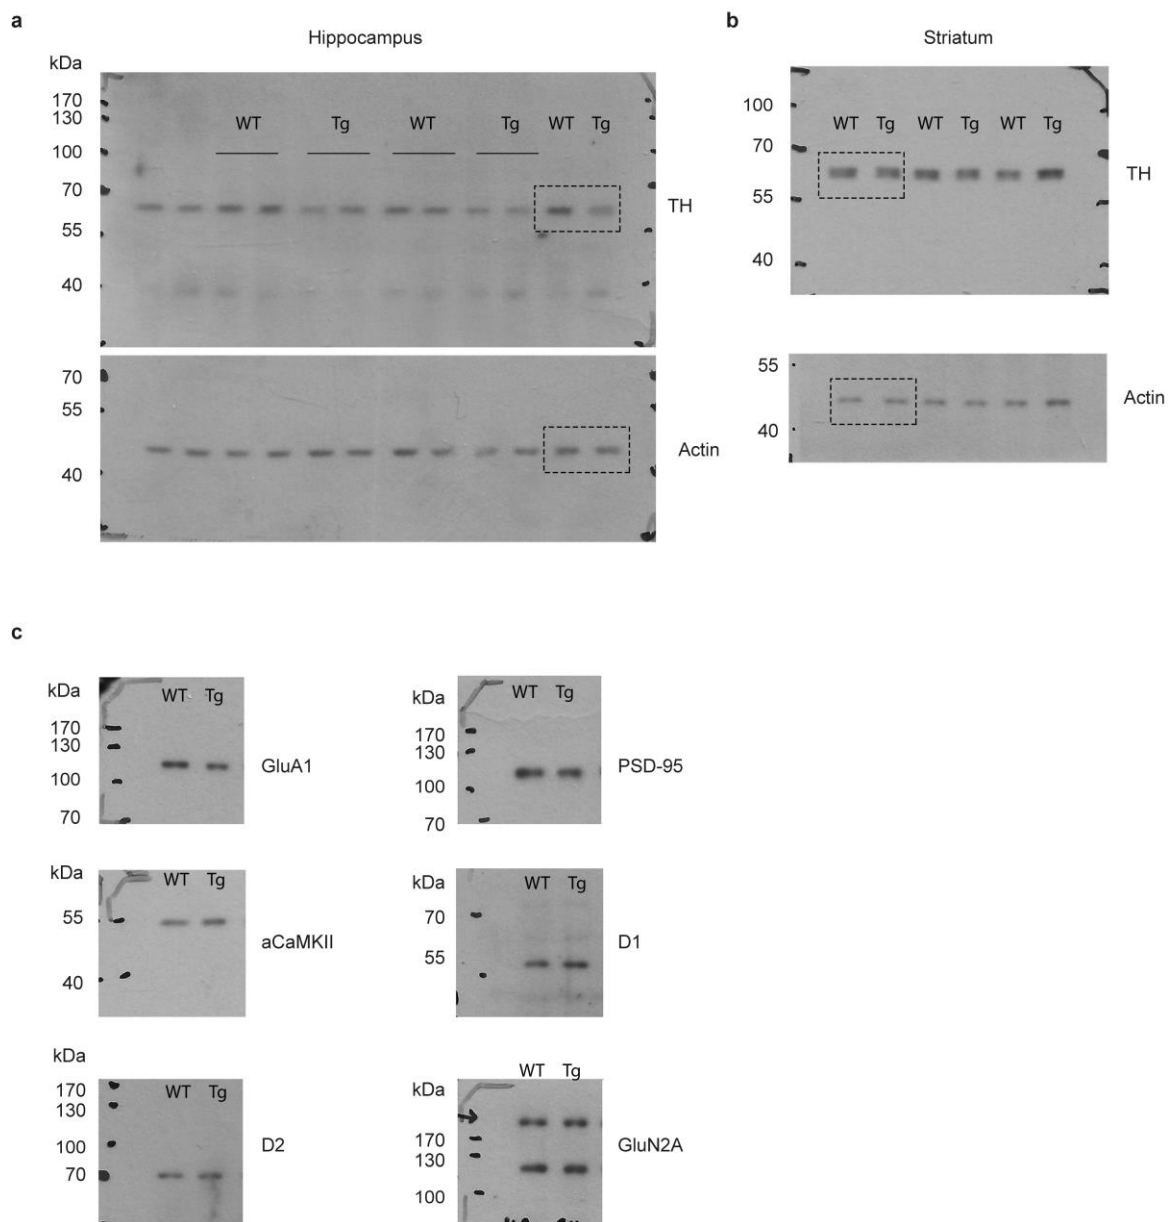 a
Hippocampus
kDa
170
130
100
70
55
40
WT Tg WT Tg WT Tg
TH
70
55
40
Actin
b
Striatum
100
70
55
40
WT Tg WT Tg WT Tg
TH
55
40
Actin
c
kDa
170
130
100
70
WT Tg
GluA1
kDa
170
130
100
70
WT Tg
PSD-95
kDa
55
40
WT Tg
aCaMKII
kDa
70
55
WT Tg
D1
kDa
170
130
100
70
WT Tg
D2
kDa
170
130
100
WT Tg
GluN2A